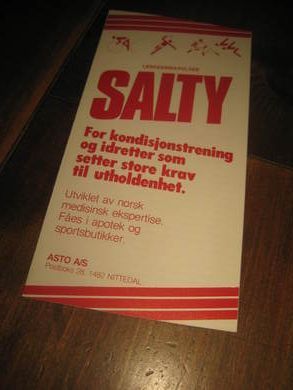 SALTY
For kondisjonstrening
og idretter som
setter store krav
til utholdenhet.
Utviklet av norsk
medisinsk ekspertise.
Fåes i apotek og
sportsbutikker.
ASTO A/S
Postboks 28, 1482 NITTEDAL